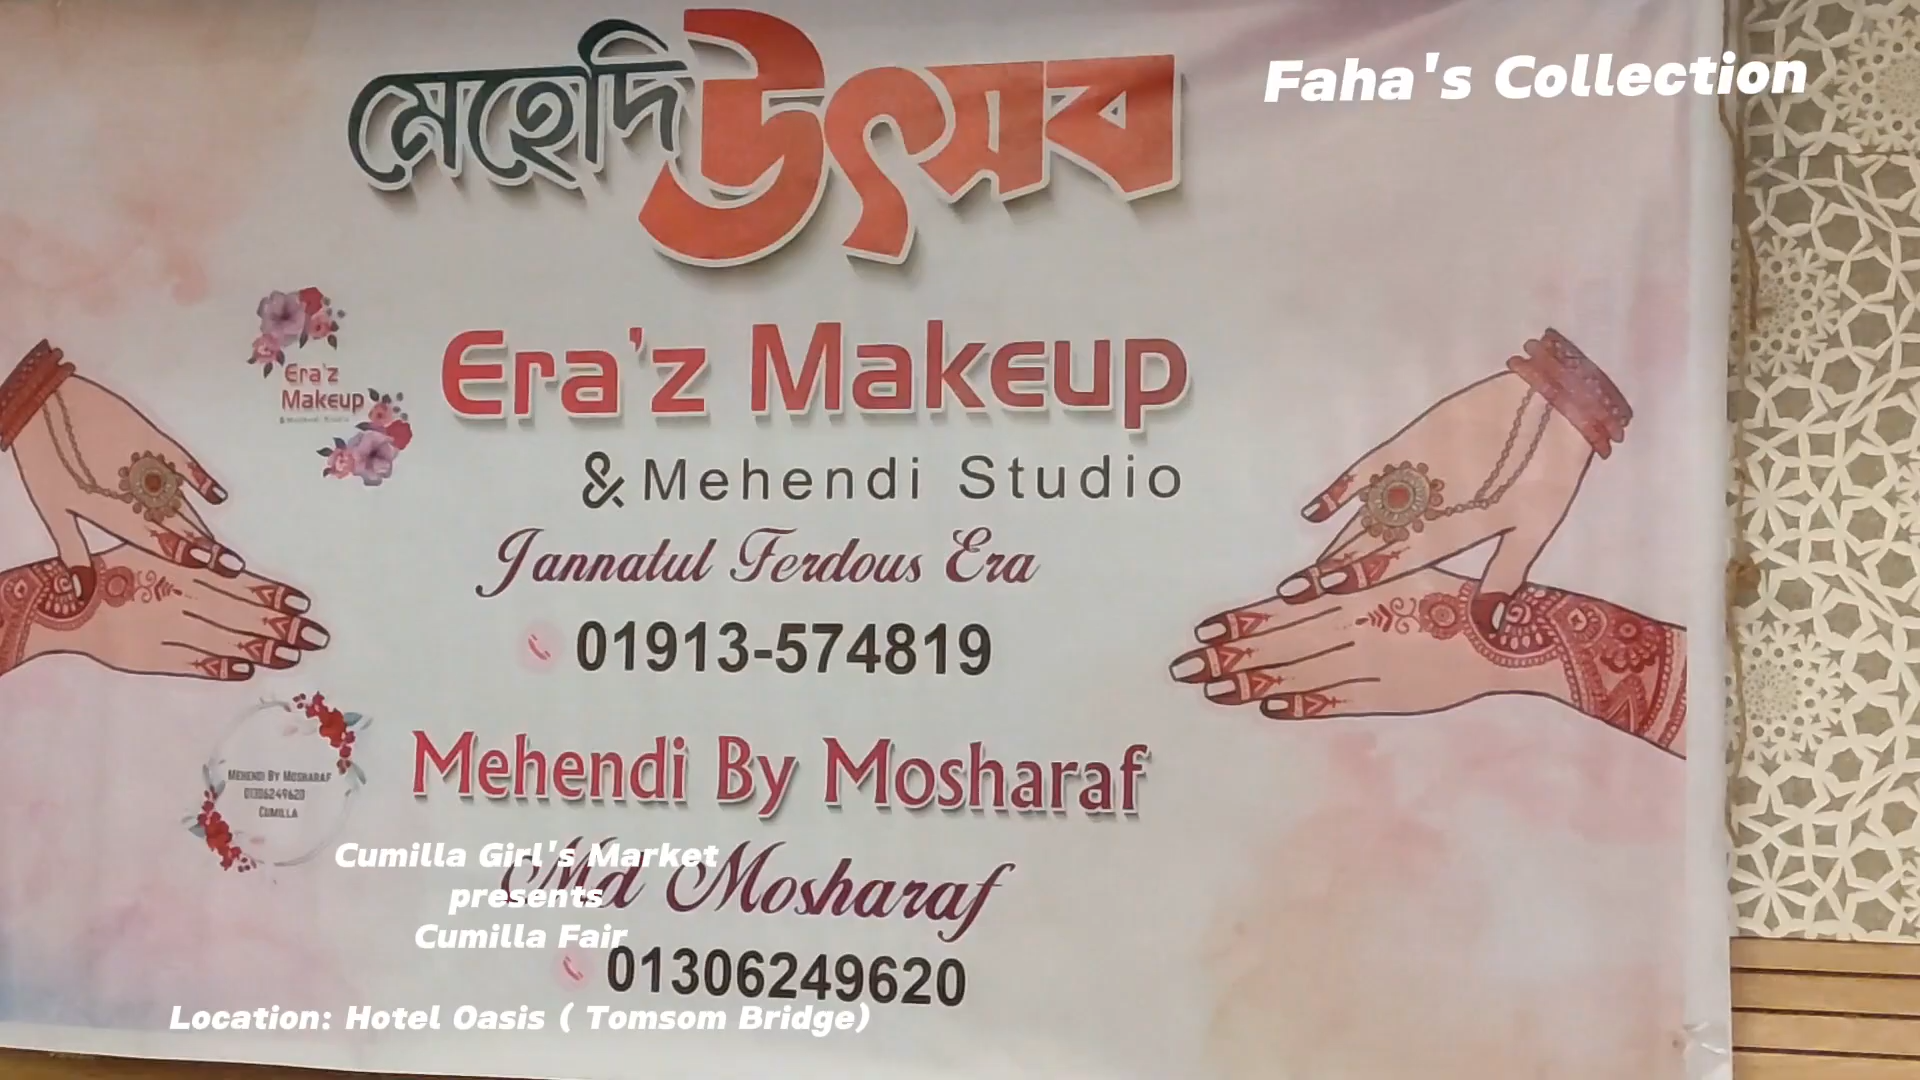 মেহেদি উৎসব
Faha's Collection
Era'z
Makeup
Era'z Makeup
& Mehendi Studio
Jannatul Ferdous Era
01913-574819
Mehendi By Mosharaf
01306249620
Cumilla
Mehendi By Mosharaf
Md Mosharaf
01306249620
Cumilla Girl's Market
presents
Cumilla Fair
Location: Hotel Oasis ( Tomsom Bridge)